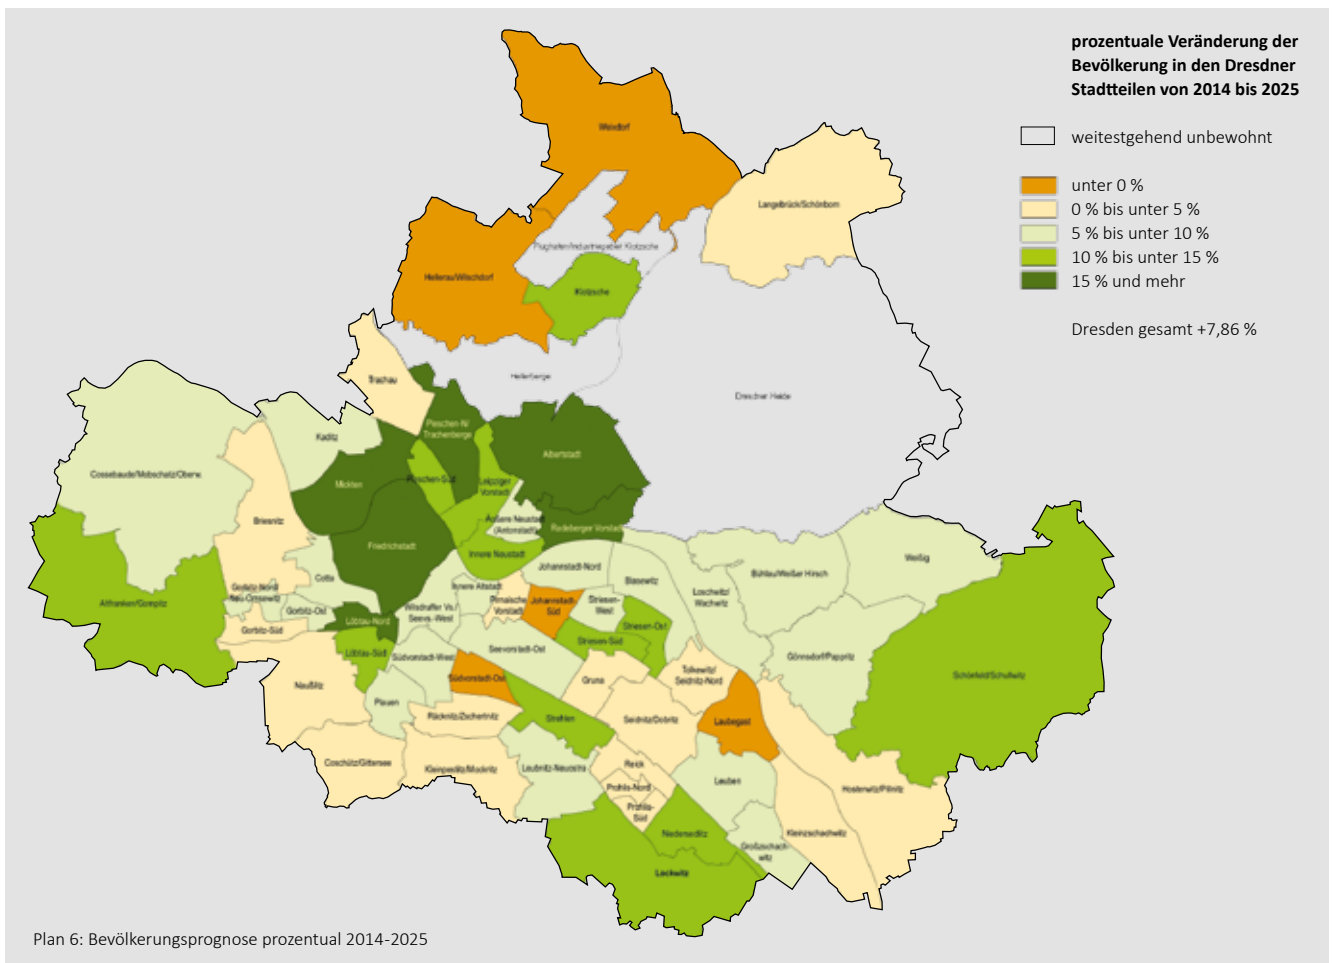 prozentuale Veränderung der
Bevölkerung in den Dresdner
Stadtteilen von 2014 bis 2025
weitestgehend unbewohnt
unter 0 %
0 % bis unter 5 %
5 % bis unter 10 %
10 % bis unter 15 %
15 % und mehr
Dresden gesamt +7,86 %
Weixdorf
Langebrück/Schönborn
Flughafen/Industriegebiet Klotzsche
Hellerau/Wilschdorf
Klotzsche
Hellerberge
Trachau
Dresdner Heide
Pieschen-N/
Trachenberge
Kaditz
Albertstadt
Cossebaude/Mobschatz/Oberw.
Mickten
Pieschen-Süd
Leipziger
Vorstadt
Äußere Neustadt
(Antonstadt)
Radeberger Vorstadt
Briesnitz
Friedrichstadt
Innere Neustadt
Weißig
Johannstadt-Nord
Bühlau/Weißer Hirsch
Cotta
Blasewitz
Gorbitz-Nord/
Neu-Omsewitz
Innere Altstadt
Loschwitz/
Wachwitz
Altfranken/Gompitz
Pirnaische
Vorstadt
Johannstadt-
Süd
Striesen-
West
Gorbitz-Ost
Wilsdruffer Vs./
Seevs.-West
Löbtau-Nord
Striesen-Ost
Gorbitz-Süd
Striesen-Süd
Seevorstadt-Ost
Löbtau-Süd
Südvorstadt-West
Gönnsdorf/Pappritz
Tolkewitz/
Seidnitz-Nord
Schönfeld/Schullwitz
Südvorstadt-Ost
Gruna
Naußlitz
Plauen
Räcknitz/Zschertnitz
Strehlen
Seidnitz/Dobritz
Laubegast
Coschütz/Gittersee
Kleinpestitz/Mockritz
Leubnitz-Neuostra
Reick
Leuben
Prohlis-Nord
Hosterwitz/Pillnitz
Prohlis-
Süd
Niedersedlitz
Kleinzschachwitz
Großzschach-
witz
Lockwitz
Plan 6: Bevölkerungsprognose prozentual 2014-2025